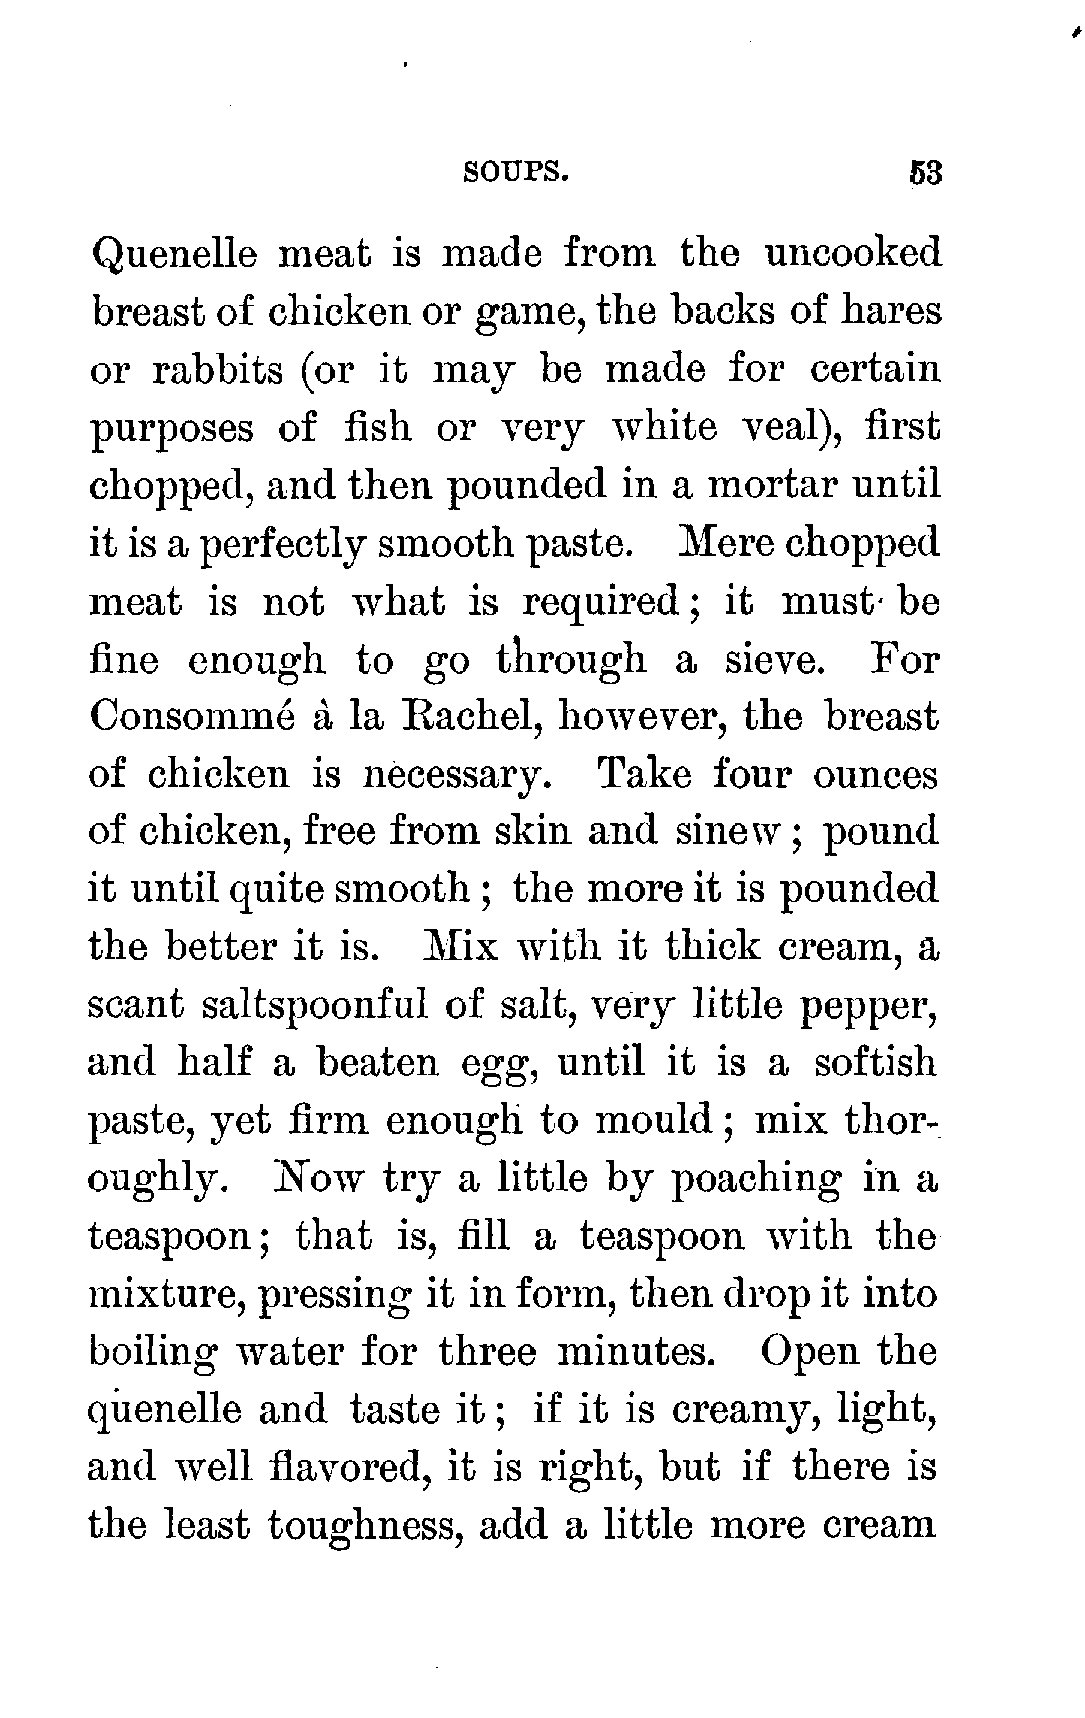 SOUPS. 53
Quenelle meat is made from the uncooked
breast of chicken or game, the backs of hares
or rabbits (or it may be made for certain
purposes of fish or very white veal), first
chopped, and then pounded in a mortar until
it is a perfectly smooth paste. Mere chopped
meat is not what is required; it must be
fine enough to go through a sieve. For
Consommé à la Rachel, however, the breast
of chicken is necessary. Take four ounces
of chicken, free from skin and sinew; pound
it until quite smooth; the more it is pounded
the better it is. Mix with it thick cream, a
scant saltspoonful of salt, very little pepper,
and half a beaten egg, until it is a softish
paste, yet firm enough to mould; mix thor-
oughly. Now try a little by poaching in a
teaspoon; that is, fill a teaspoon with the
mixture, pressing it in form, then drop it into
boiling water for three minutes. Open the
quenelle and taste it; if it is creamy, light,
and well flavored, it is right, but if there is
the least toughness, add a little more cream